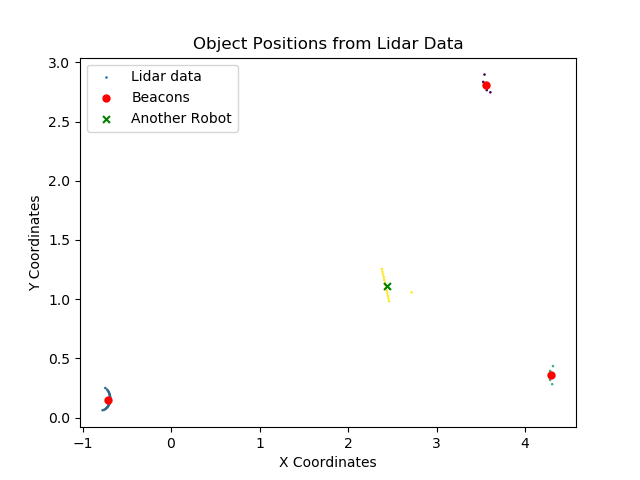 Object Positions from Lidar Data
Lidar data
Beacons
Another Robot
3.0
2.5
2.0
1.5
1.0
0.5
0.0
Y Coordinates
−1
0
1
2
3
4
X Coordinates